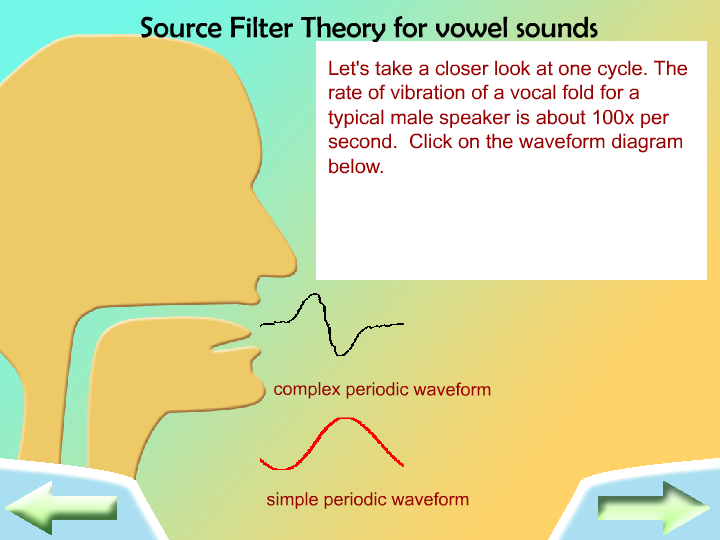 Source Filter Theory for vowel sounds
Let's take a closer look at one cycle. The
rate of vibration of a vocal fold for a
typical male speaker is about 100x per
second.  Click on the waveform diagram
below.
complex periodic waveform
simple periodic waveform